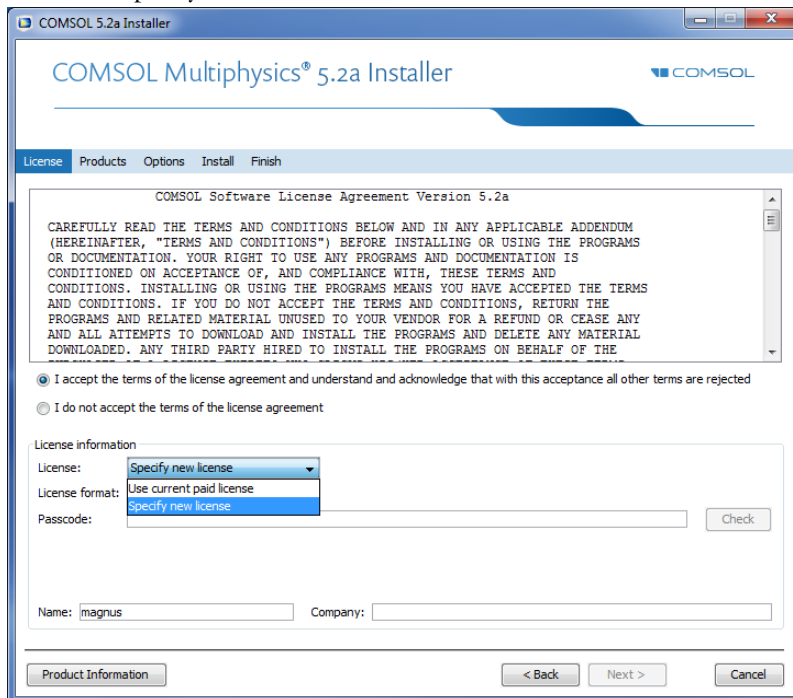 COMSOL 5.2a Installer
COMSOL Multiphysics® 5.2a Installer
COMSOL
License Products Options Install Finish
COMSOL Software License Agreement Version 5.2a
CAREFULLY READ THE TERMS AND CONDITIONS BELOW AND IN ANY APPLICABLE ADDENDUM
(HEREINAFTER, "TERMS AND CONDITIONS") BEFORE INSTALLING OR USING THE PROGRAMS
OR DOCUMENTATION. YOUR RIGHT TO USE ANY PROGRAMS AND DOCUMENTATION IS
CONDITIONED ON ACCEPTANCE OF, AND COMPLIANCE WITH, THESE TERMS AND
CONDITIONS. INSTALLING OR USING THE PROGRAMS MEANS YOU HAVE ACCEPTED THE TERMS
AND CONDITIONS. IF YOU DO NOT ACCEPT THE TERMS AND CONDITIONS, RETURN THE
PROGRAMS AND RELATED MATERIAL UNUSED TO YOUR VENDOR FOR A REFUND OR CEASE ANY
AND ALL ATTEMPTS TO DOWNLOAD AND INSTALL THE PROGRAMS AND DELETE ANY MATERIAL
DOWNLOADED. ANY THIRD PARTY HIRED TO INSTALL THE PROGRAMS ON BEHALF OF THE
I accept the terms of the license agreement and understand and acknowledge that with this acceptance all other terms are rejected
I do not accept the terms of the license agreement
License information
License: Specify new license
Use current paid license
License format:
Specify new license
Passcode: Check
Name: magnus Company:
Product Information < Back Next > Cancel